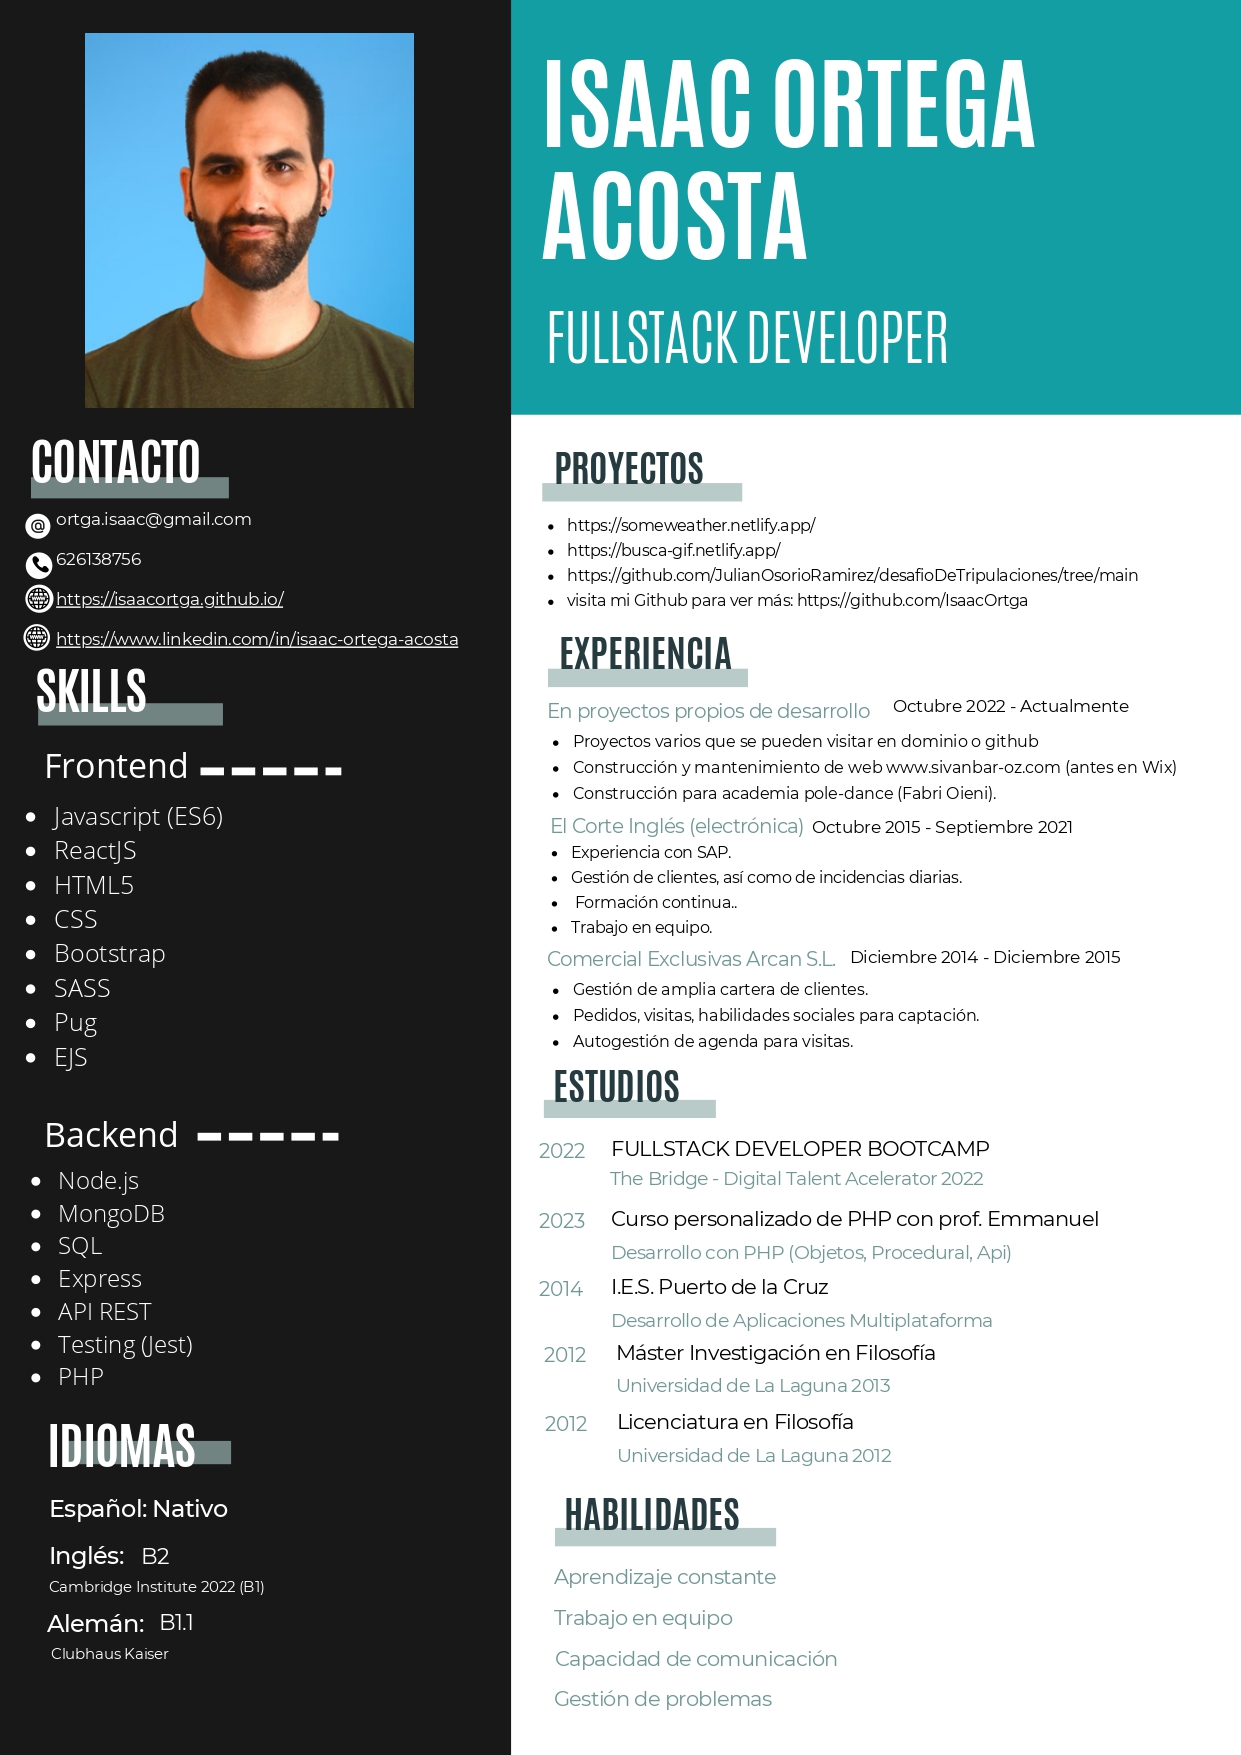 ISAAC ORTEGA
ACOSTA
FULLSTACK DEVELOPER
CONTACTO
@ ortga.isaac@gmail.com
626138756
https://isaacortga.github.io/
https://www.linkedin.com/in/isaac-ortega-acosta
SKILLS
Frontend
• Javascript (ES6)
• ReactJS
• HTML5
• CSS
• Bootstrap
• SASS
• Pug
• EJS
Backend
• Node.js
• MongoDB
• SQL
• Express
• API REST
• Testing (Jest)
• PHP
IDIOMAS
Español: Nativo
Inglés: B2
Cambridge Institute 2022 (B1)
Alemán: B1.1
Clubhaus Kaiser
PROYECTOS
• https://someweather.netlify.app/
• https://busca-gif.netlify.app/
• https://github.com/JulianOsorioRamirez/desafioDeTripulaciones/tree/main
• visita mi Github para ver más: https://github.com/IsaacOrtga
EXPERIENCIA
En proyectos propios de desarrollo Octubre 2022 - Actualmente
• Proyectos varios que se pueden visitar en dominio o github
• Construcción y mantenimiento de web www.sivanbar-oz.com (antes en Wix)
• Construcción para academia pole-dance (Fabri Oieni).
El Corte Inglés (electrónica) Octubre 2015 - Septiembre 2021
• Experiencia con SAP.
• Gestión de clientes, así como de incidencias diarias.
• Formación continua..
• Trabajo en equipo.
Comercial Exclusivas Arcan S.L. Diciembre 2014 - Diciembre 2015
• Gestión de amplia cartera de clientes.
• Pedidos, visitas, habilidades sociales para captación.
• Autogestión de agenda para visitas.
ESTUDIOS
2022 FULLSTACK DEVELOPER BOOTCAMP
The Bridge - Digital Talent Acelerator 2022
2023 Curso personalizado de PHP con prof. Emmanuel
Desarrollo con PHP (Objetos, Procedural, Api)
2014 I.E.S. Puerto de la Cruz
Desarrollo de Aplicaciones Multiplataforma
2012 Máster Investigación en Filosofía
Universidad de La Laguna 2013
2012 Licenciatura en Filosofía
Universidad de La Laguna 2012
HABILIDADES
Aprendizaje constante
Trabajo en equipo
Capacidad de comunicación
Gestión de problemas